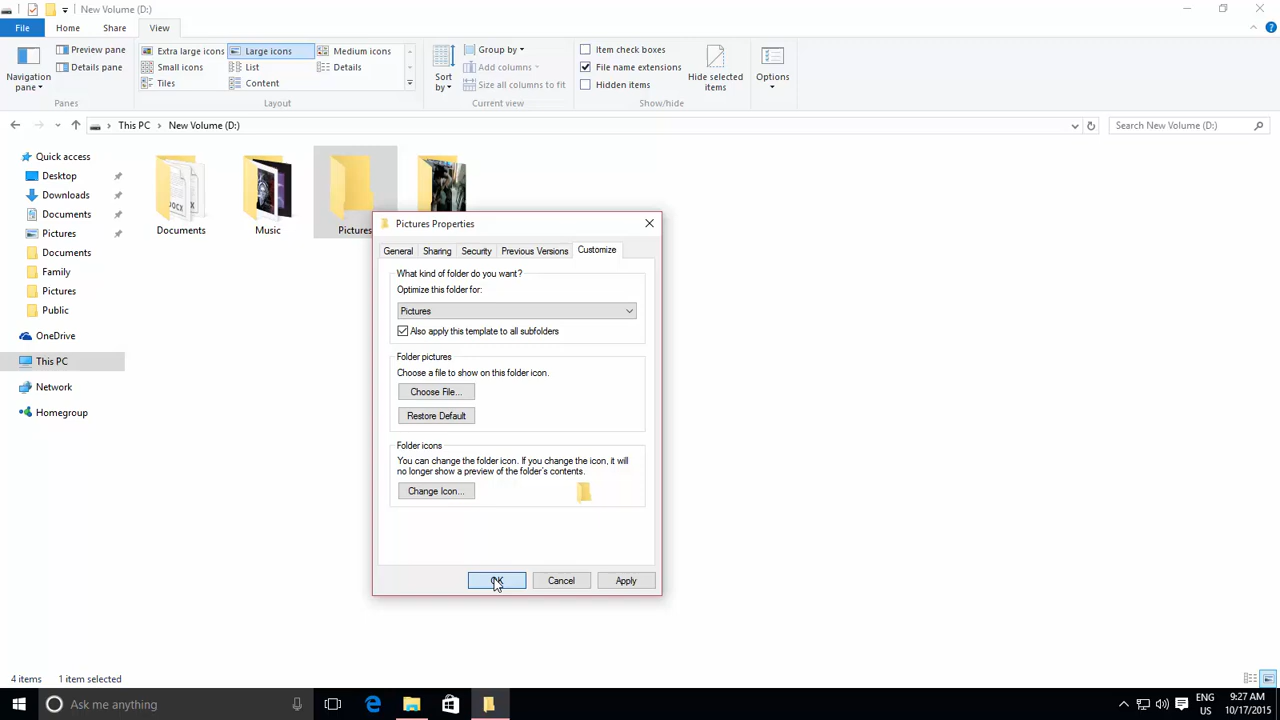 New Volume (D:)
File Home Share View
Preview pane Extra large icons Large icons Medium icons Group by Item check boxes
Details pane Small icons List Details Add columns File name extensions
Navigation pane Tiles Content Sort by Size all columns to fit Hidden items Hide selected items Options
Panes Layout Current view Show/hide
This PC New Volume (D:) Search New Volume (D:)
Quick access
Desktop
Downloads
Documents
Pictures
Documents
Family
Pictures
Public
OneDrive
This PC
Network
Homegroup
DOCX
Documents Music Pictures
Pictures Properties
General Sharing Security Previous Versions Customize
What kind of folder do you want?
Optimize this folder for:
Pictures
Also apply this template to all subfolders
Folder pictures
Choose a file to show on this folder icon.
Choose File...
Restore Default
Folder icons
You can change the folder icon. If you change the icon, it will
no longer show a preview of the folder's contents.
Change Icon...
OK Cancel Apply
4 items 1 item selected
Ask me anything
ENG 9:27 AM
US 10/17/2015